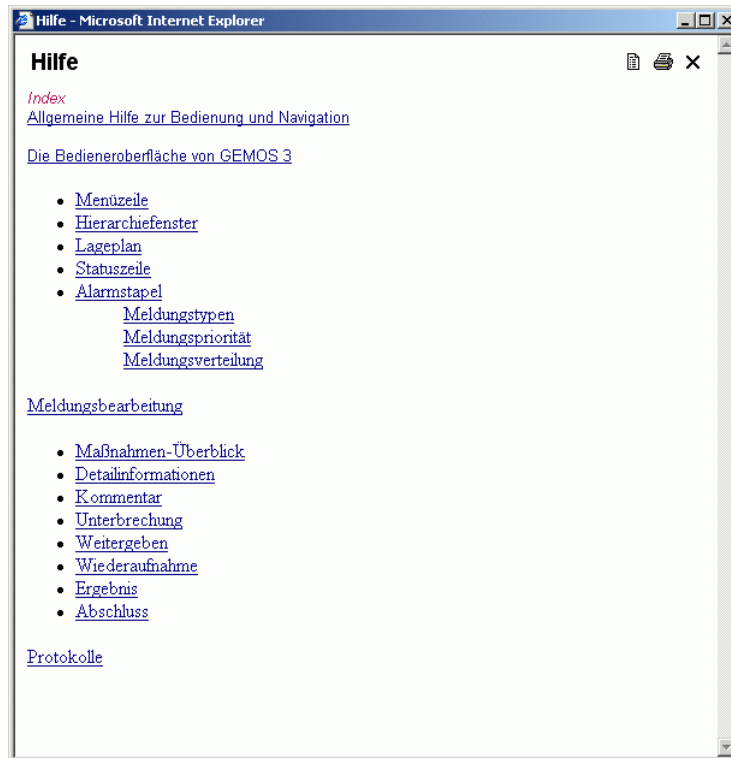 Hilfe - Microsoft Internet Explorer
Hilfe
Index
Allgemeine Hilfe zur Bedienung und Navigation
Die Bedieneroberfläche von GEMOS 3
Menüzeile
Hierarchiefenster
Lageplan
Statuszeile
Alarmstapel
Meldungstypen
Meldungspriorität
Meldungsverteilung
Meldungsbearbeitung
Maßnahmen-Überblick
Detailinformationen
Kommentar
Unterbrechung
Weitergeben
Wiederaufnahme
Ergebnis
Abschluss
Protokolle